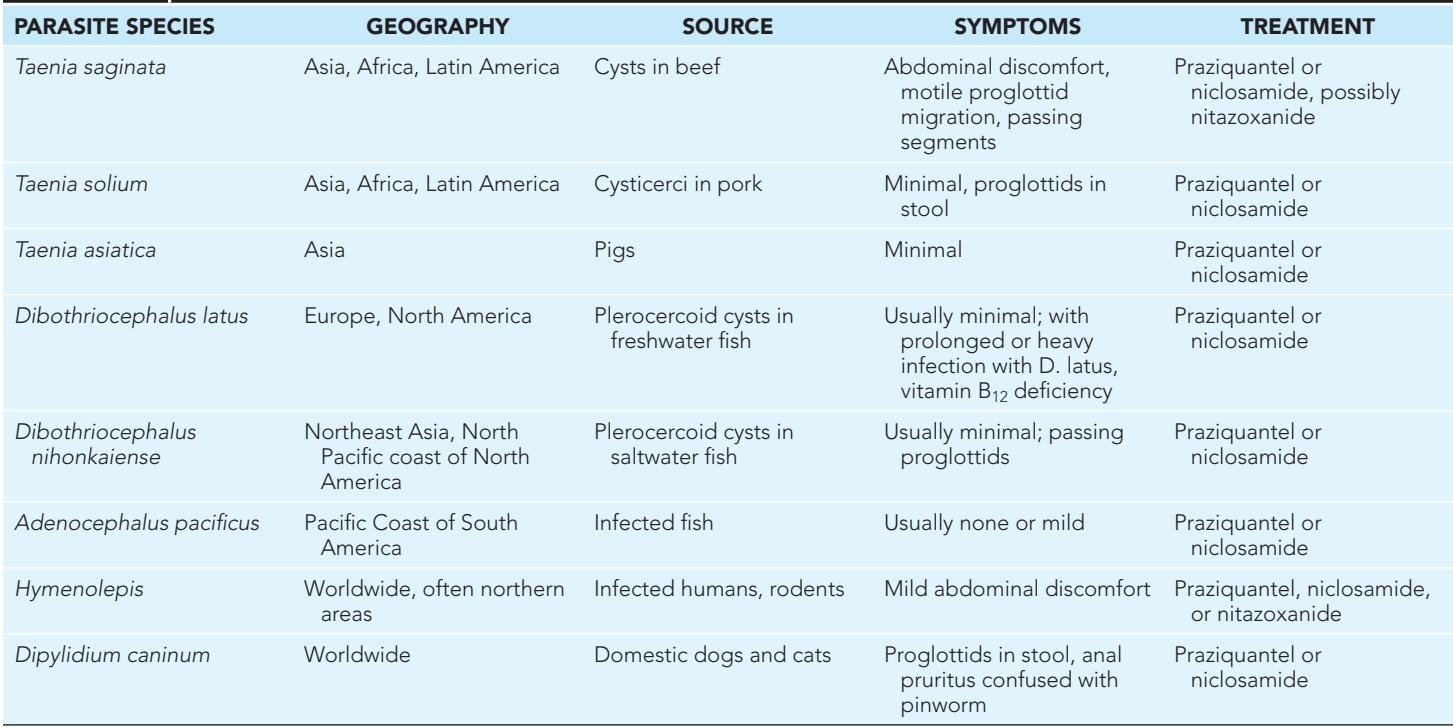 PARASITE SPECIES GEOGRAPHY SOURCE SYMPTOMS TREATMENT
Taenia saginata Asia, Africa, Latin America Cysts in beef Abdominal discomfort, Praziquantel or
motile proglottid niclosamide, possibly
migration, passing nitazoxanide
segments
Taenia solium Asia, Africa, Latin America Cysticerci in pork Minimal, proglottids in Praziquantel or
stool niclosamide
Taenia asiatica Asia Pigs Minimal Praziquantel or
niclosamide
Dibothriocephalus latus Europe, North America Plerocercoid cysts in Usually minimal; with Praziquantel or
freshwater fish prolonged or heavy niclosamide
infection with D. latus,
vitamin B12 deficiency
Dibothriocephalus Northeast Asia, North Plerocercoid cysts in Usually minimal; passing Praziquantel or
nihonkaiense Pacific coast of North saltwater fish proglottids niclosamide
America
Adenocephalus pacificus Pacific Coast of South Infected fish Usually none or mild Praziquantel or
America niclosamide
Hymenolepis Worldwide, often northern Infected humans, rodents Mild abdominal discomfort Praziquantel, niclosamide,
areas or nitazoxanide
Dipylidium caninum Worldwide Domestic dogs and cats Proglottids in stool, anal Praziquantel or
pruritus confused with niclosamide
pinworm